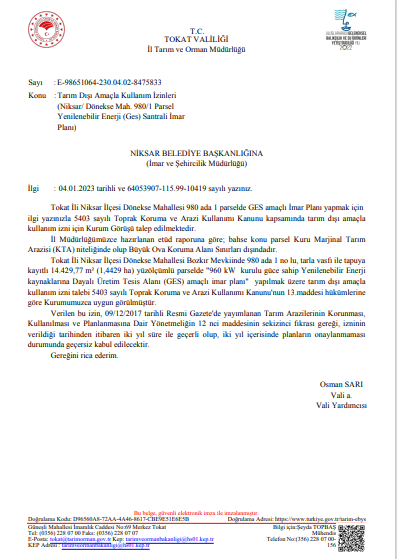 T.C.
TOKAT VALİLİĞİ
İl Tarım ve Orman Müdürlüğü
Sayı : E-98651064-230.04.02-8475833
Konu : Tarım Dışı Amaçla Kullanım İzinleri
(Niksar/ Dönekse Mah. 980/1 Parsel
Yenilenebilir Enerji (Ges) Santrali İmar
Planı)
NİKSAR BELEDİYE BAŞKANLIĞINA
(İmar ve Şehircilik Müdürlüğü)
İlgi : 04.01.2023 tarihli ve 64053907-115.99-10419 sayılı yazınız.
Tokat İli Niksar İlçesi Dönekse Mahallesi 980 ada 1 parselde GES amaçlı İmar Planı yapmak için
ilgi yazınızla 5403 sayılı Toprak Koruma ve Arazi Kullanımı Kanunu kapsamında tarım dışı amaçla
kullanım izni için Kurum Görüşü talep edilmektedir.
İl Müdürlüğümüzce hazırlanan etüd raporuna göre; bahse konu parsel Kuru Marjinal Tarım
Arazisi (KTA) niteliğinde olup Büyük Ova Koruma Alanı Sınırları dışındadır.
Tokat İli Niksar İlçesi Dönekse Mahallesi Bozkır Mevkiinde 980 ada 1 no lu, tarla vasfı ile tapuya
kayıtlı 14.429,77 m² (1,4429 ha) yüzölçümlü parselde "960 kW kurulu güce sahip Yenilenebilir Enerji
kaynaklarına Dayalı Üretim Tesis Alanı (GES) amaçlı imar planı" yapılmak üzere tarım dışı amaçla
kullanım izni talebi 5403 sayılı Toprak Koruma ve Arazi Kullanımı Kanunu'nun 13.maddesi hükümlerine
göre Kurumumuzca uygun görülmüştür.
Verilen bu izin, 09/12/2017 tarihli Resmi Gazete'de yayımlanan Tarım Arazilerinin Korunması,
Kullanılması ve Planlanmasına Dair Yönetmeliğin 12 nci maddesinin sekizinci fıkrası gereği, izninin
verildiği tarihinden itibaren iki yıl süre ile geçerli olup, iki yıl içerisinde planların onaylanmaması
durumunda geçersiz kabul edilecektir.
Gereğini rica ederim.
Osman SARI
Vali a.
Vali Yardımcısı
Bu belge, güvenli elektronik imza ile imzalanmıştır.
Doğrulama Kodu: D96560A8-72AA-4A46-8617-CBE9E51E6E5B Doğrulama Adresi: https://www.turkiye.gov.tr/tarim-ebys
Güneşli Mahallesi İmamlık Caddesi No:69 Merkez Tokat
Tel: (0356) 228 07 00 Faks: (0356) 228 07 07
E-Posta: tokat@tarimorman.gov.tr Kep: tarimveormanbakanligi@hs01.kep.tr
KEP Adresi : tarimveormanbakanligi@hs01.kep.tr
Bilgi için:Şeyda TOPBAŞ
Mühendis
Telefon No:(356) 228 07 00-
156